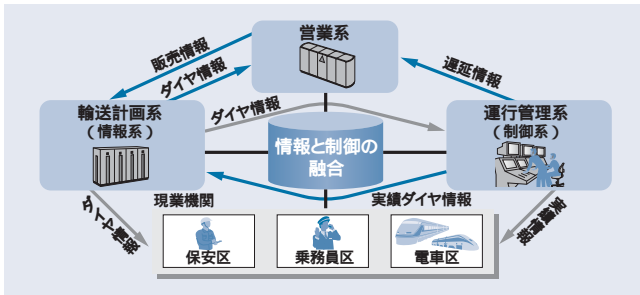 営業系
販売情報
ダイヤ情報
遅延情報
輸送計画系
（情報系）
ダイヤ情報
運行管理系
（制御系）
情報と制御の
融合
ダイヤ情報
現業機関
実績ダイヤ情報
保安区
乗務員区
電車区